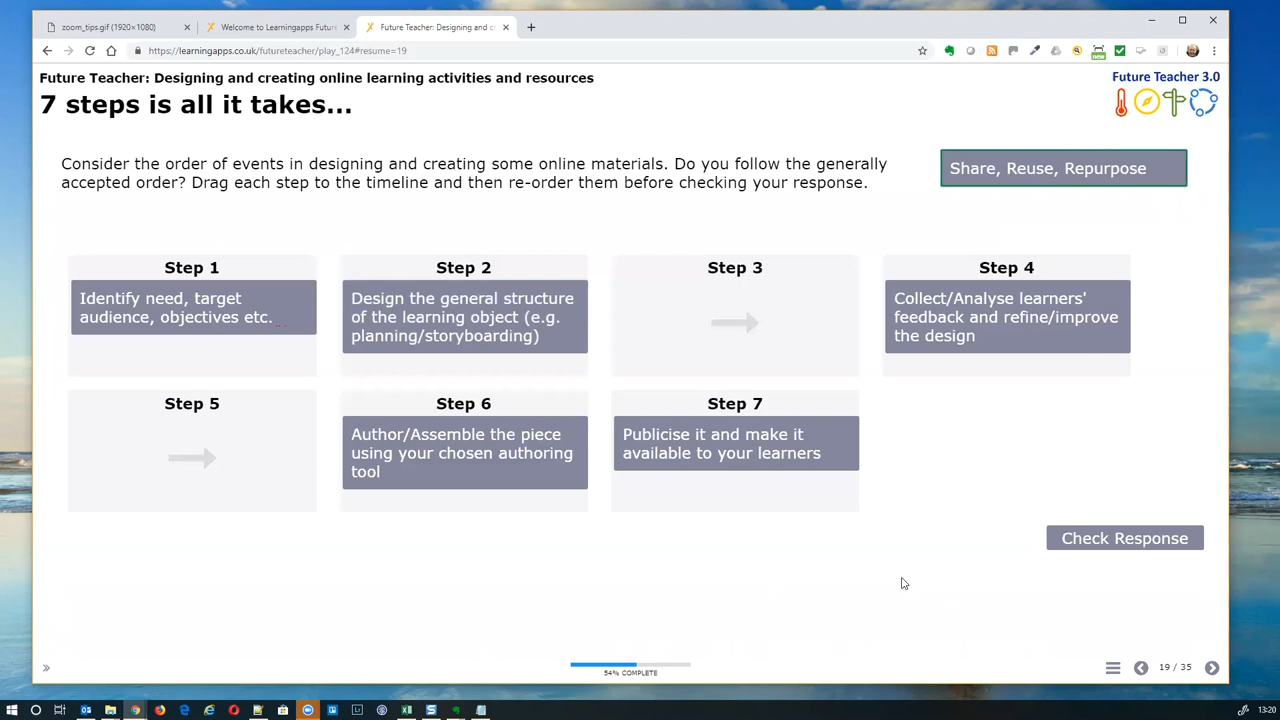 zoom_tips.gif (1920×1080)
Welcome to Learningapps Futur
Future Teacher: Designing and cr
https://learningapps.co.uk/futureteacher/play_124#resume=19
new
Future Teacher: Designing and creating online learning activities and resources
Future Teacher 3.0
7 steps is all it takes...
Consider the order of events in designing and creating some online materials. Do you follow the generally
accepted order? Drag each step to the timeline and then re-order them before checking your response.
Share, Reuse, Repurpose
Step 1
Identify need, target
audience, objectives etc.
Step 2
Design the general structure
of the learning object (e.g.
planning/storyboarding)
Step 3
Step 4
Collect/Analyse learners'
feedback and refine/improve
the design
Step 5
Step 6
Author/Assemble the piece
using your chosen authoring
tool
Step 7
Publicise it and make it
available to your learners
Check Response
54% COMPLETE
19 / 35
13:20